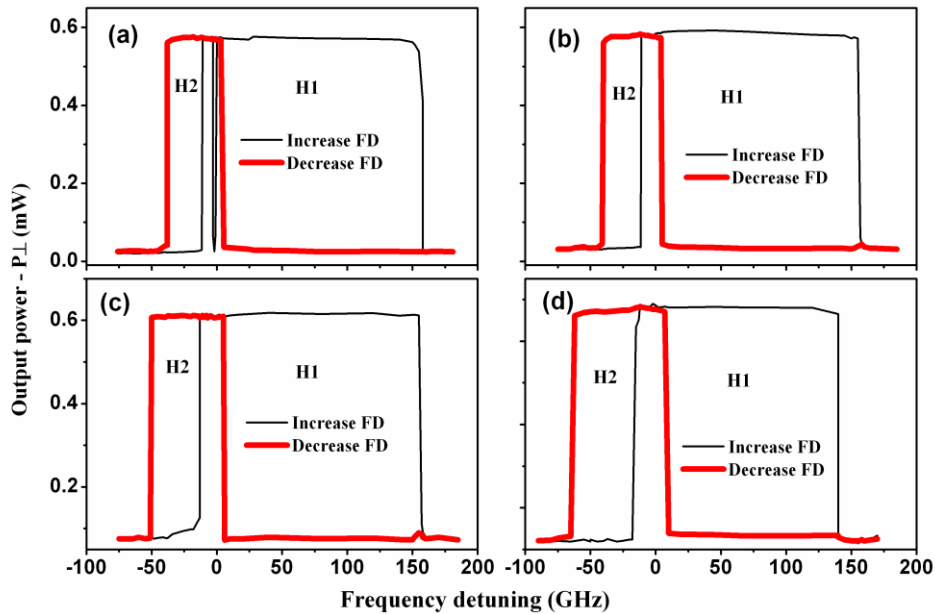 (a)
H2
H1
Increase FD
Decrease FD
0.6
0.4
0.2
0.0
(b)
H2
H1
Increase FD
Decrease FD
Output power - P⊥ (mW)
(c)
H2
H1
Increase FD
Decrease FD
0.6
0.4
0.2
-100 -50 0 50 100 150 200
(d)
H2
H1
Increase FD
Decrease FD
-100 -50 0 50 100 150 200
Frequency detuning (GHz)